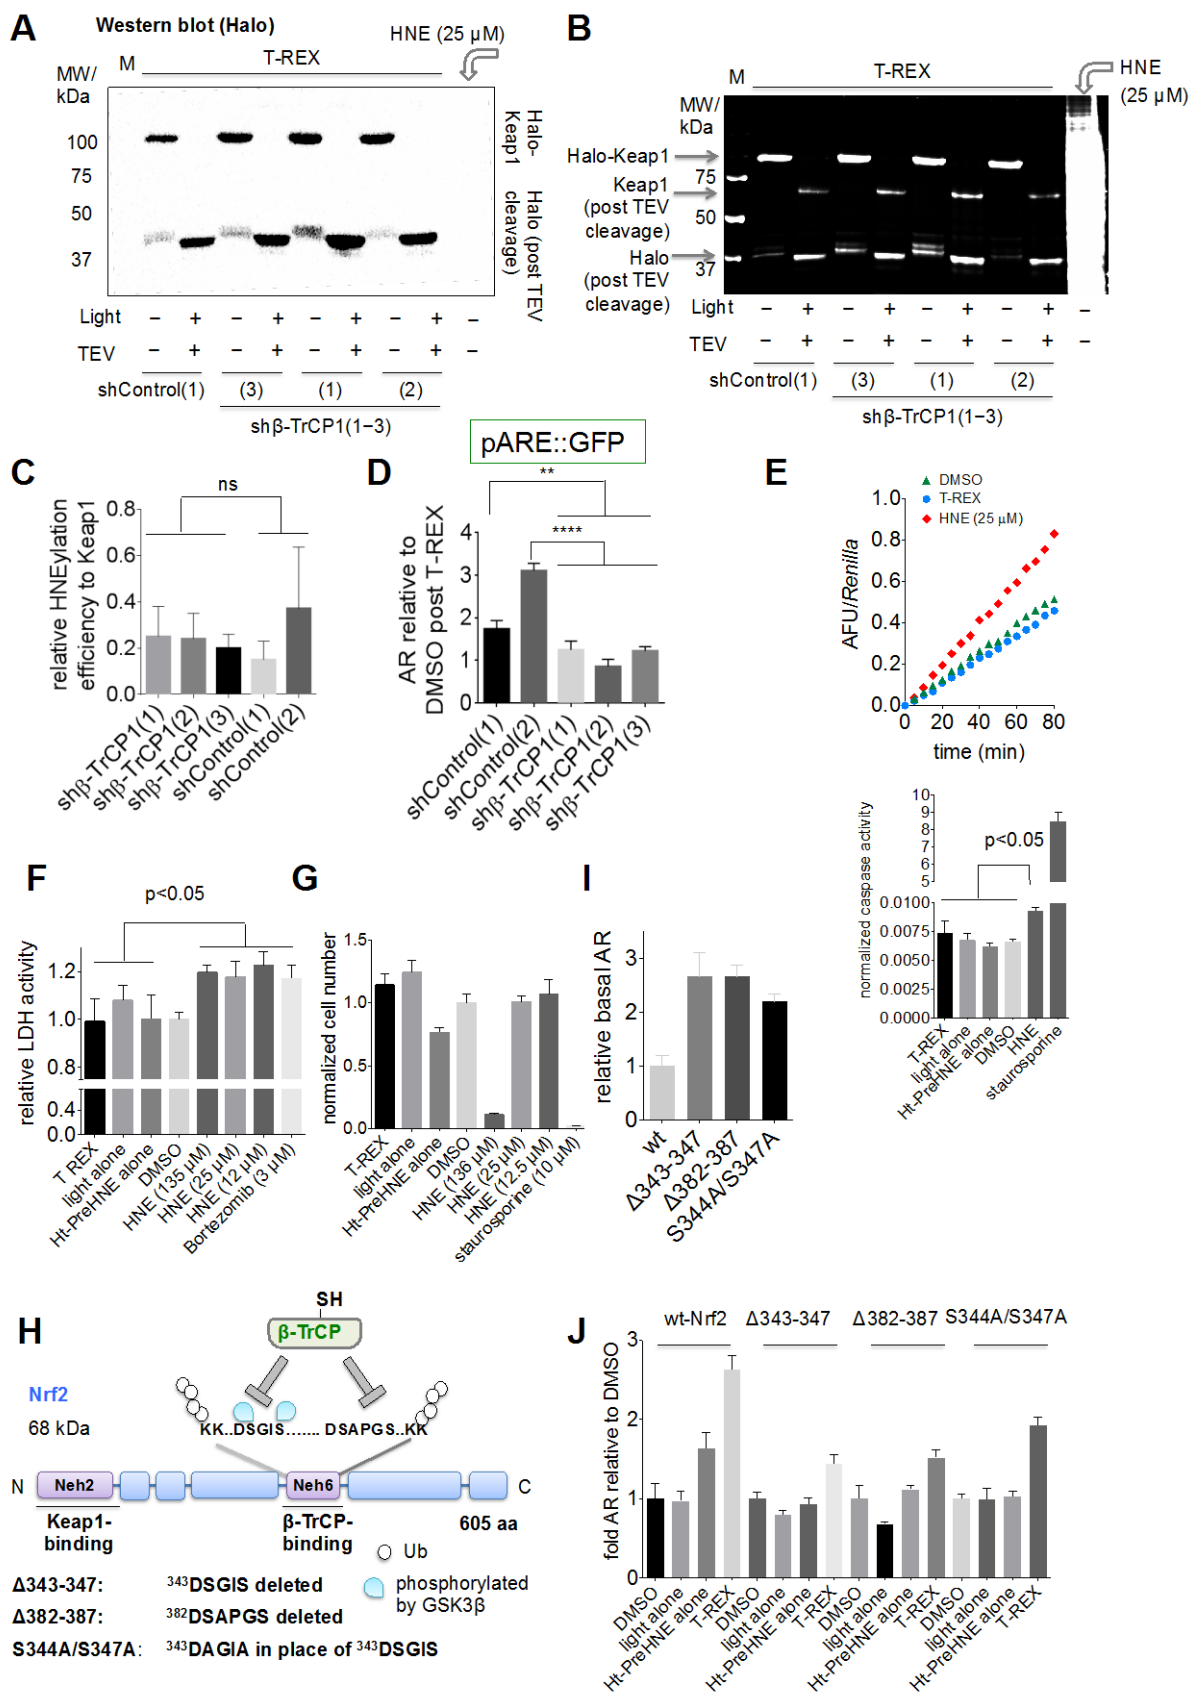 A
Western blot (Halo)
HNE (25 µM)
M
T-REX
MW/
kDa
100
75
50
37
Halo-
Keap1
Halo (post TEV
cleavage)
Light
− + − + − + − + −
TEV
− + − + − + − + −
shControl(1) (3) (1) (2)
shβ-TrCP1(1−3)
B
HNE
(25 µM)
M
T-REX
MW/
kDa
Halo-Keap1
75
Keap1
(post TEV
cleavage)
50
Halo
(post TEV
cleavage)
37
Light
− + − + − + − + −
TEV
− + − + − + − + −
shControl(1) (3) (1) (2)
shβ-TrCP1(1−3)
C
ns
relative HNEylation
efficiency to Keap1
0.8
0.6
0.4
0.2
0.0
shβ-TrCP1(1)
shβ-TrCP1(2)
shβ-TrCP1(3)
shControl(1)
shControl(2)
D
pARE::GFP
**
****
AR relative to
DMSO post T-REX
4
3
2
1
0
shControl(1)
shControl(2)
shβ-TrCP1(1)
shβ-TrCP1(2)
shβ-TrCP1(3)
E
DMSO
T-REX
HNE (25 µM)
AFU/Renilla
1.0
0.8
0.6
0.4
0.2
0.0
0 20 40 60 80
time (min)
normalized caspase activity
10
9
8
7
6
5
0.0100
0.0075
0.0050
0.0025
0.0000
p<0.05
T-REX
light alone
Ht-PreHNE alone
DMSO
HNE
staurosporine
F
p<0.05
relative LDH activity
1.2
1.0
0.8
0.4
0.0
T REX
light alone
Ht-PreHNE alone
DMSO
HNE (135 µM)
HNE (25 µM)
HNE (12 µM)
Bortezomib (3 µM)
G
normalized cell number
1.5
1.0
0.5
0.0
T-REX
light alone
Ht-PreHNE alone
DMSO
HNE (136 µM)
HNE (25 µM)
HNE (12.5 µM)
staurosporine (10 µM)
I
relative basal AR
3
2
1
0
wt
Δ343-347
Δ382-387
S344A/S347A
H
SH
β-TrCP
Nrf2
68 kDa
KK..DSGIS....... DSAPGS..KK
N
Neh2
Neh6
C
Keap1-
binding
β-TrCP-
binding
605 aa
Ub
phosphorylated
by GSK3β
Δ343-347: 343DSGIS deleted
Δ382-387: 382DSAPGS deleted
S344A/S347A: 343DAGIA in place of 343DSGIS
J
wt-Nrf2 Δ343-347 Δ382-387 S344A/S347A
fold AR relative to DMSO
3
2
1
0
DMSO
light alone
Ht-PreHNE alone
T-REX
DMSO
light alone
Ht-PreHNE alone
T-REX
DMSO
light alone
Ht-PreHNE alone
T-REX
DMSO
light alone
Ht-PreHNE alone
T-REX